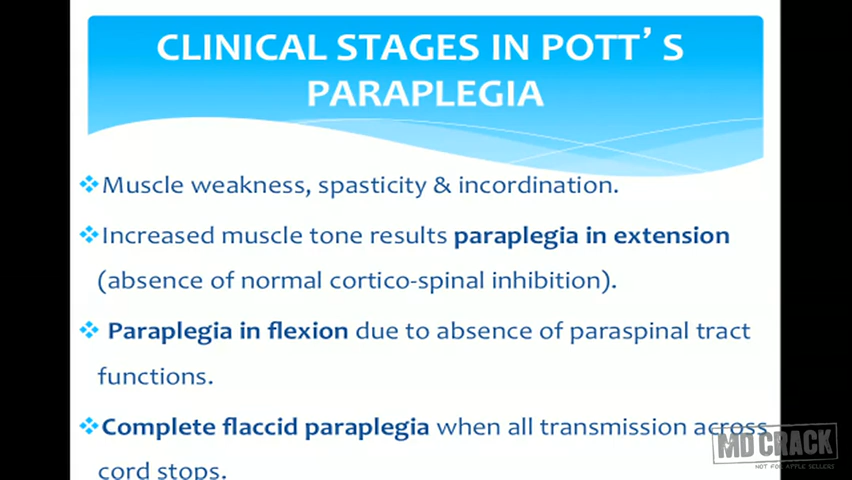 CLINICAL STAGES IN POTT’S
PARAPLEGIA
Muscle weakness, spasticity & incordination.
Increased muscle tone results paraplegia in extension
(absence of normal cortico-spinal inhibition).
Paraplegia in flexion due to absence of paraspinal tract
functions.
Complete flaccid paraplegia when all transmission across
cord stops.
MD CRACK
NOT FOR APPLE SELLERS